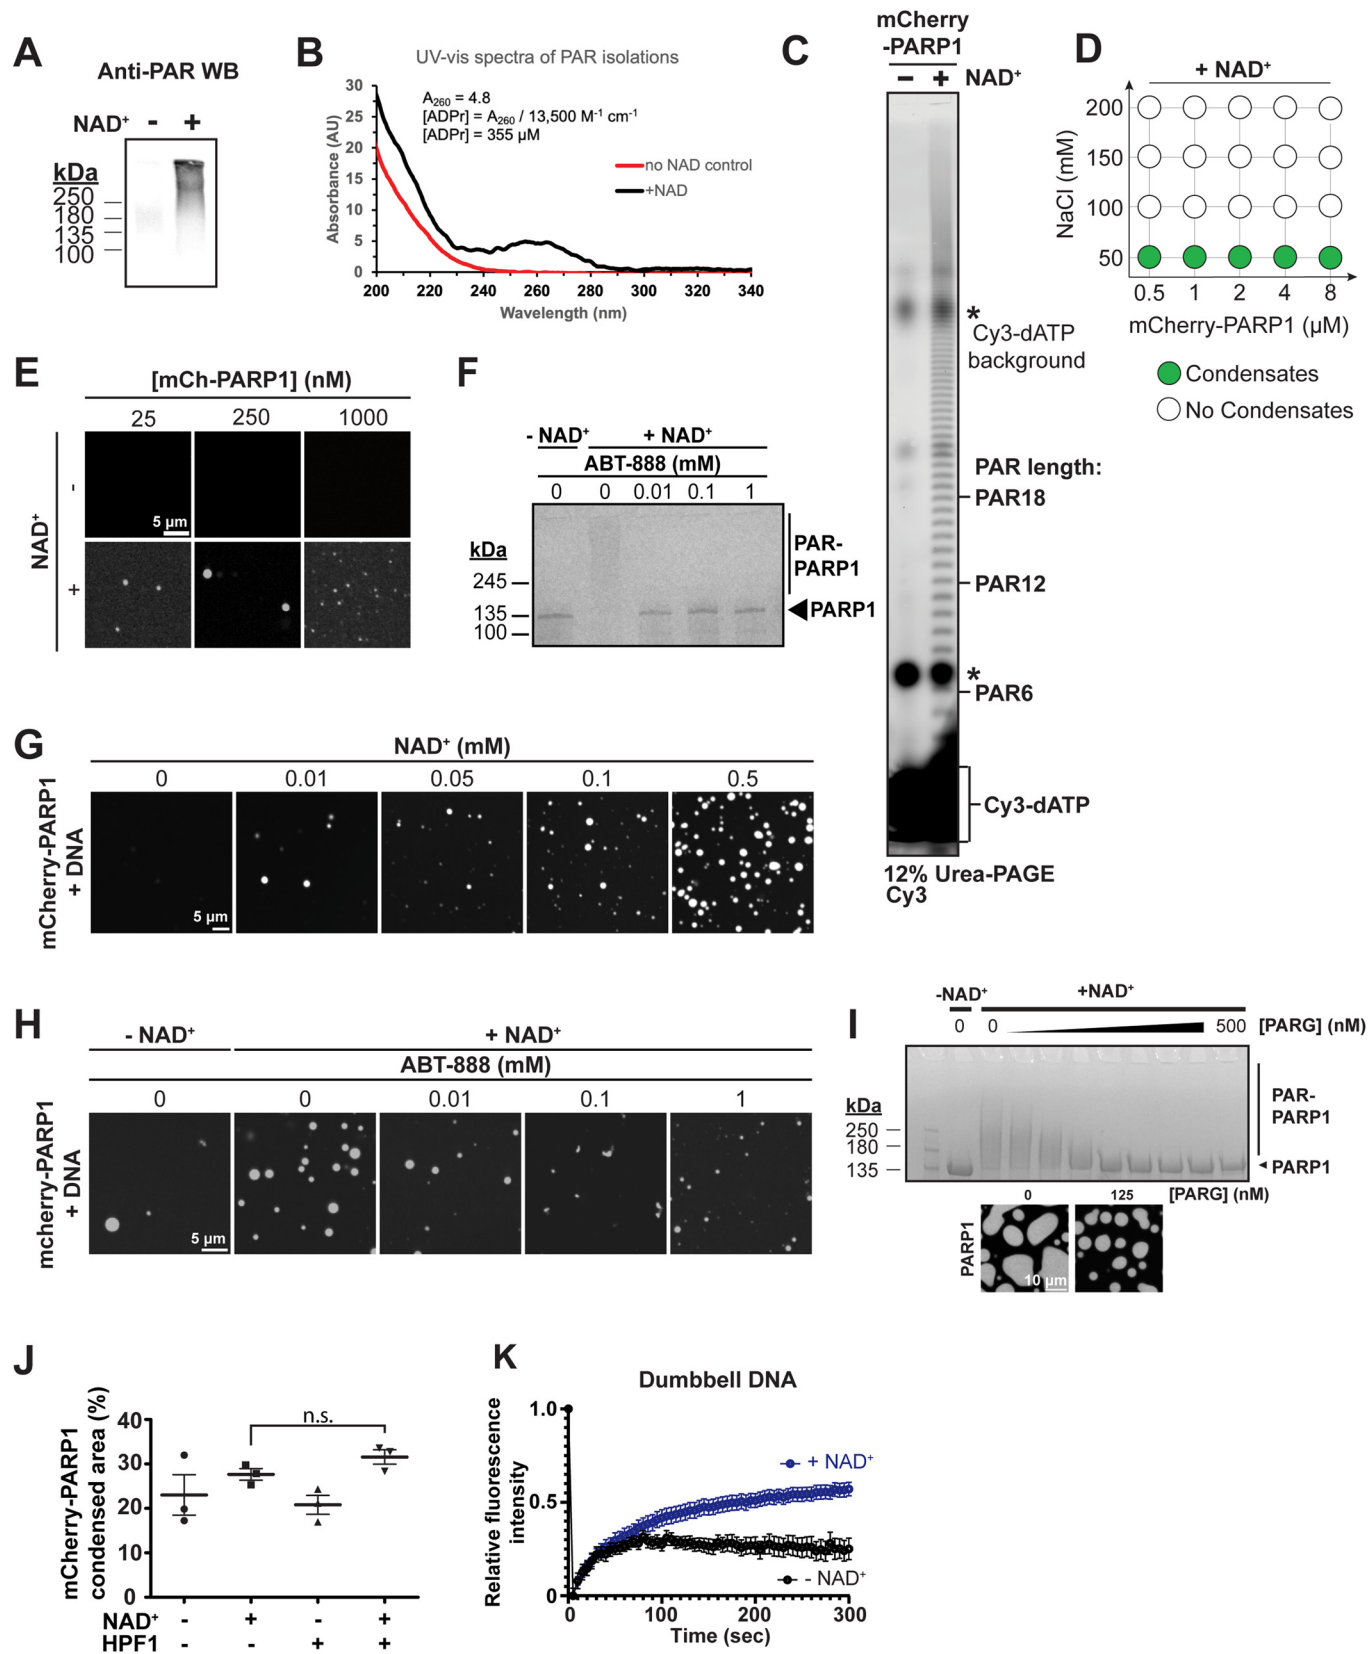 A
Anti-PAR WB
NAD+ - +
kDa
250
180
135
100
B
UV-vis spectra of PAR isolations
A260 = 4.8
[ADPr] = A260 / 13,500 M-1 cm-1
[ADPr] = 355 µM
no NAD control
+NAD
Absorbance (AU)
30
25
20
15
10
5
0
200 220 240 260 280 300 320 340
Wavelength (nm)
C
mCherry
-PARP1
- + NAD+
*
Cy3-dATP
background
PAR length:
PAR18
PAR12
*
PAR6
Cy3-dATP
12% Urea-PAGE
Cy3
D
+ NAD+
NaCl (mM)
200
150
100
50
0.5 1 2 4 8
mCherry-PARP1 (µM)
Condensates
No Condensates
E
[mCh-PARP1] (nM)
25 250 1000
NAD+
-
+
5 µm
F
- NAD+ + NAD+
ABT-888 (mM)
0 0 0.01 0.1 1
kDa
245
135
100
PAR-
PARP1
PARP1
G
NAD+ (mM)
0 0.01 0.05 0.1 0.5
mCherry-PARP1
+ DNA
5 µm
H
- NAD+ + NAD+
ABT-888 (mM)
0 0 0.01 0.1 1
mcherry-PARP1
+ DNA
5 µm
I
-NAD+ +NAD+
0 0 500 [PARG] (nM)
kDa
250
180
135
PAR-
PARP1
PARP1
0 125 [PARG] (nM)
PARP1
10 µm
J
mCherry-PARP1
condensed area (%)
40
30
20
10
0
n.s.
NAD+ - + - +
HPF1 - - + +
K
Dumbbell DNA
Relative fluorescence
intensity
1.0
0.5
0
+ NAD+
- NAD+
0 100 200 300
Time (sec)